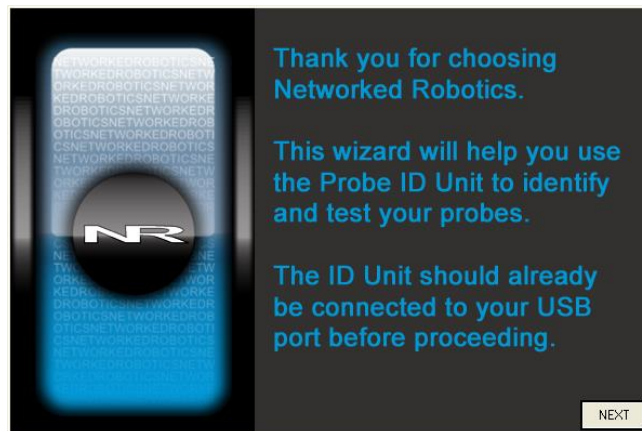 NR
Thank you for choosing
Networked Robotics.
This wizard will help you use
the Probe ID Unit to identify
and test your probes.
The ID Unit should already
be connected to your USB
port before proceeding.
NEXT